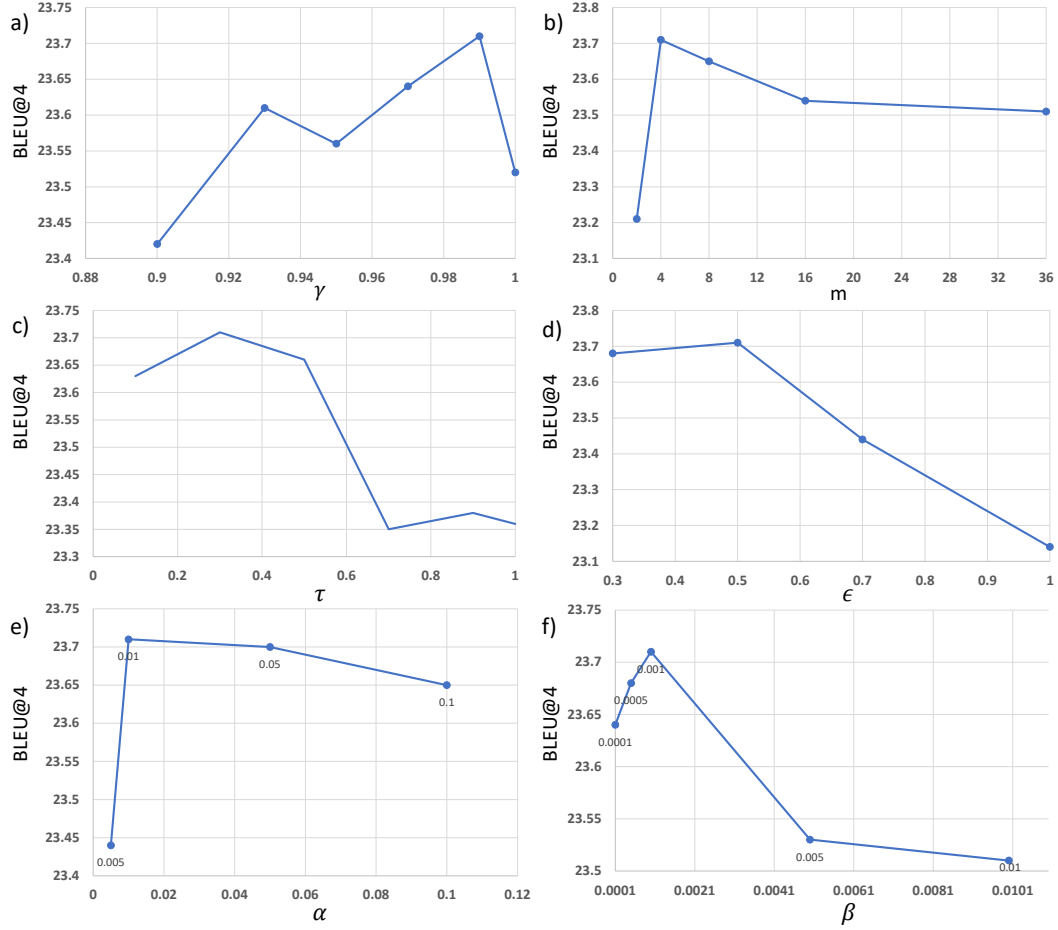 a)
BLEU@4
23.75
23.7
23.65
23.6
23.55
23.5
23.45
23.4
0.88 0.9 0.92 0.94 0.96 0.98 1
γ
b)
BLEU@4
23.8
23.7
23.6
23.5
23.4
23.3
23.2
23.1
0 4 8 12 16 20 24 28 32 36
m
c)
BLEU@4
23.75
23.7
23.65
23.6
23.55
23.5
23.45
23.4
23.35
23.3
0 0.2 0.4 0.6 0.8 1
τ
d)
BLEU@4
23.8
23.7
23.6
23.5
23.4
23.3
23.2
23.1
0.3 0.4 0.5 0.6 0.7 0.8 0.9 1
ϵ
e)
BLEU@4
23.75
23.7
23.65
23.6
23.55
23.5
23.45
23.4
0.01
0.05
0.1
0.005
0 0.02 0.04 0.06 0.08 0.1 0.12
α
f)
BLEU@4
23.75
23.7
23.65
23.6
23.55
23.5
0.001
0.0005
0.0001
0.005
0.01
0.0001 0.0021 0.0041 0.0061 0.0081 0.0101
β